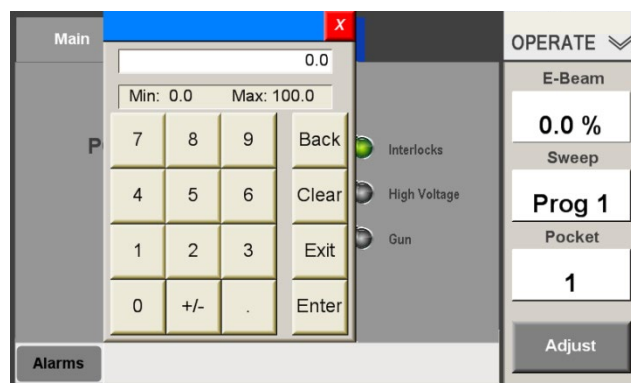 Main
X
OPERATE
0.0
E-Beam
Min: 0.0 Max: 100.0
0.0 %
7 8 9 Back
Interlocks
Sweep
4 5 6 Clear
High Voltage
Prog 1
1 2 3 Exit
Gun
Pocket
1
0 +/- . Enter
Adjust
Alarms